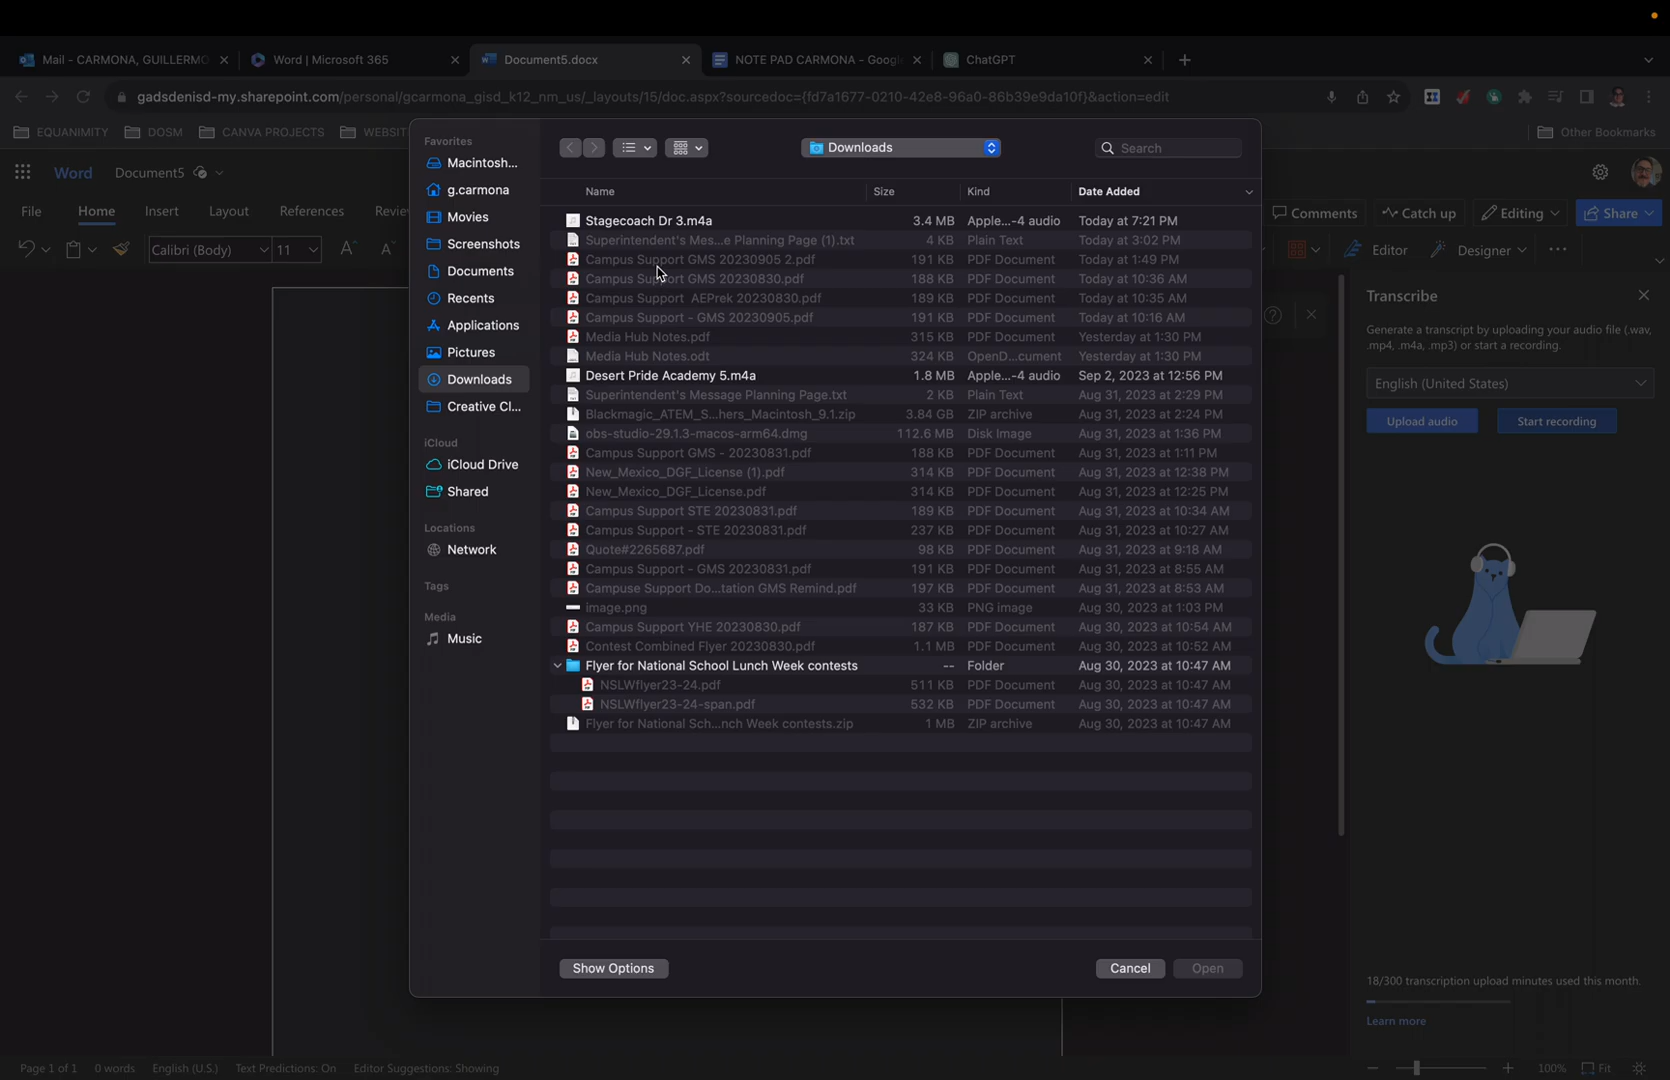 Mail - CARMONA, GUILLERMO
Word | Microsoft 365
Document5.docx
NOTE PAD CARMONA - Google
ChatGPT
gadsdenisd-my.sharepoint.com/personal/gcarmona_gisd_k12_nm_us/_layouts/15/doc.aspx?sourcedoc={fd7a1677-0210-42e8-96a0-86b39e9da10f}&action=edit
EQUANIMITY
DOSM
CANVA PROJECTS
WEBSIT
Other Bookmarks
Word
Document5
File
Home
Insert
Layout
References
Revie
Comments
Catch up
Editing
Share
Calibri (Body)
11
A
A
Editor
Designer
Favorites
Macintosh...
g.carmona
Movies
Screenshots
Documents
Recents
Applications
Pictures
Downloads
Creative Cl...
iCloud
iCloud Drive
Shared
Locations
Network
Tags
Media
Music
Downloads
Search
Name Size Kind Date Added
Stagecoach Dr 3.m4a 3.4 MB Apple...-4 audio Today at 7:21 PM
Superintendent's Mes...e Planning Page (1).txt 4 KB Plain Text Today at 3:02 PM
Campus Support GMS 20230905 2.pdf 191 KB PDF Document Today at 1:49 PM
Campus Support GMS 20230830.pdf 188 KB PDF Document Today at 10:36 AM
Campus Support  AEPrek 20230830.pdf 189 KB PDF Document Today at 10:35 AM
Campus Support - GMS 20230905.pdf 191 KB PDF Document Today at 10:16 AM
Media Hub Notes.pdf 315 KB PDF Document Yesterday at 1:30 PM
Media Hub Notes.odt 324 KB OpenD...cument Yesterday at 1:30 PM
Desert Pride Academy 5.m4a 1.8 MB Apple...-4 audio Sep 2, 2023 at 12:56 PM
Superintendent's Message Planning Page.txt 2 KB Plain Text Aug 31, 2023 at 2:29 PM
Blackmagic_ATEM_S...hers_Macintosh_9.1.zip 3.84 GB ZIP archive Aug 31, 2023 at 2:24 PM
obs-studio-29.1.3-macos-arm64.dmg 112.6 MB Disk Image Aug 31, 2023 at 1:36 PM
Campus Support GMS - 20230831.pdf 188 KB PDF Document Aug 31, 2023 at 1:11 PM
New_Mexico_DGF_License (1).pdf 314 KB PDF Document Aug 31, 2023 at 12:38 PM
New_Mexico_DGF_License.pdf 314 KB PDF Document Aug 31, 2023 at 12:25 PM
Campus Support STE 20230831.pdf 189 KB PDF Document Aug 31, 2023 at 10:34 AM
Campus Support - STE 20230831.pdf 237 KB PDF Document Aug 31, 2023 at 10:27 AM
Quote#2265687.pdf 98 KB PDF Document Aug 31, 2023 at 9:18 AM
Campus Support - GMS 20230831.pdf 191 KB PDF Document Aug 31, 2023 at 8:55 AM
Campuse Support Do...tation GMS Remind.pdf 197 KB PDF Document Aug 31, 2023 at 8:53 AM
image.png 33 KB PNG image Aug 30, 2023 at 1:03 PM
Campus Support YHE 20230830.pdf 187 KB PDF Document Aug 30, 2023 at 10:54 AM
Contest Combined Flyer 20230830.pdf 1.1 MB PDF Document Aug 30, 2023 at 10:52 AM
Flyer for National School Lunch Week contests -- Folder Aug 30, 2023 at 10:47 AM
NSLWflyer23-24.pdf 511 KB PDF Document Aug 30, 2023 at 10:47 AM
NSLWflyer23-24-span.pdf 532 KB PDF Document Aug 30, 2023 at 10:47 AM
Flyer for National Sch...nch Week contests.zip 1 MB ZIP archive Aug 30, 2023 at 10:47 AM
Show Options
Cancel
Open
Transcribe
Generate a transcript by uploading your audio file (.wav,
.mp4, .m4a, .mp3) or start a recording.
English (United States)
Upload audio
Start recording
18/300 transcription upload minutes used this month.
Learn more
Page 1 of 1
0 words
English (U.S.)
Text Predictions: On
Editor Suggestions: Showing
100%
Fit